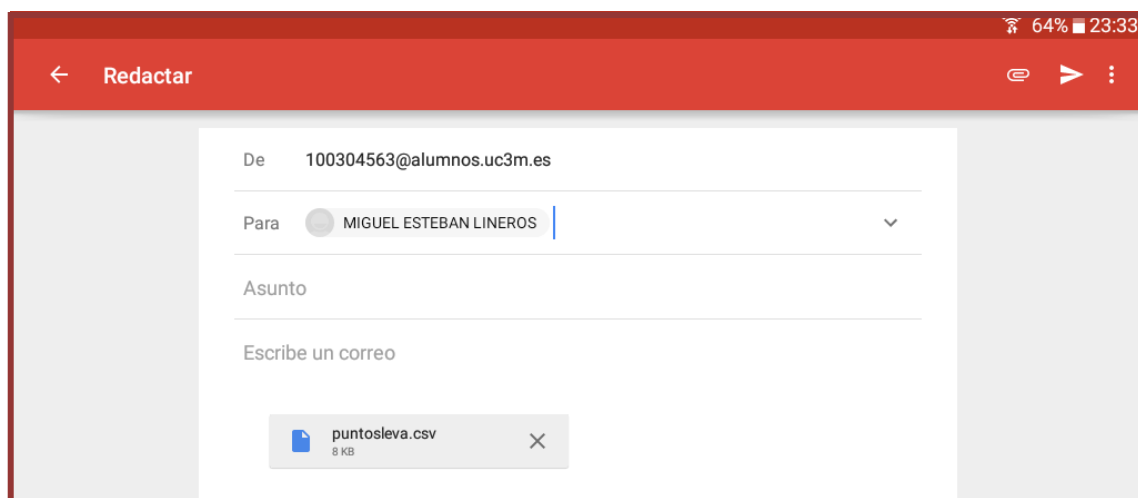 64% 23:33
Redactar
De 100304563@alumnos.uc3m.es
Para MIGUEL ESTEBAN LINEROS
Asunto
Escribe un correo
puntosleva.csv
8 KB